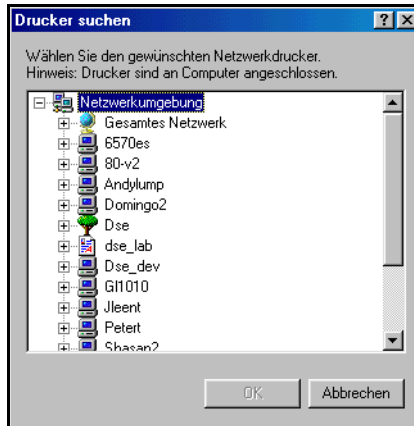 Drucker suchen
Wählen Sie den gewünschten Netzwerkdrucker.
Hinweis: Drucker sind an Computer angeschlossen.
Netzwerkumgebung
Gesamtes Netzwerk
6570es
80-v2
Andylump
Domingo2
Dse
dse_lab
Dse_dev
Gl1010
Jleent
Petert
Shasan2
OK
Abbrechen